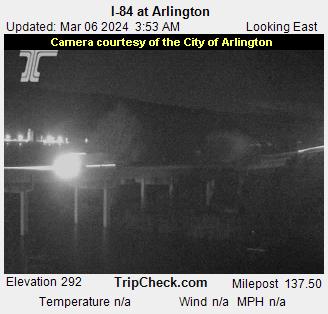 I-84 at Arlington
Updated: Mar 06 2024 3:53 AM Looking East
Camera courtesy of the City of Arlington
Elevation 292 TripCheck.com Milepost 137.50
Temperature n/a Wind n/a MPH n/a